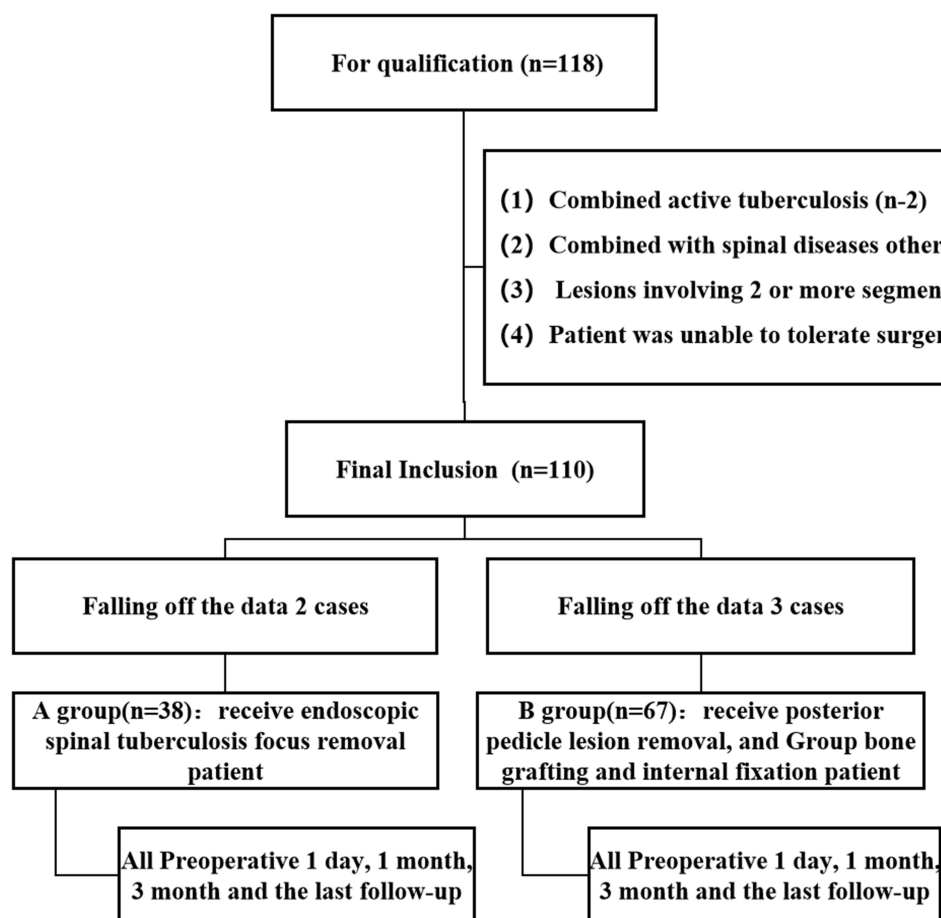 For qualification (n=118)
(1) Combined active tuberculosis (n-2)
(2) Combined with spinal diseases other
(3) Lesions involving 2 or more segmen
(4) Patient was unable to tolerate surger
Final Inclusion (n=110)
Falling off the data 2 cases
Falling off the data 3 cases
A group(n=38)：receive endoscopic
spinal tuberculosis focus removal
patient
B group(n=67)：receive posterior
pedicle lesion removal, and Group bone
grafting and internal fixation patient
All Preoperative 1 day, 1 month,
3 month and the last follow-up
All Preoperative 1 day, 1 month,
3 month and the last follow-up